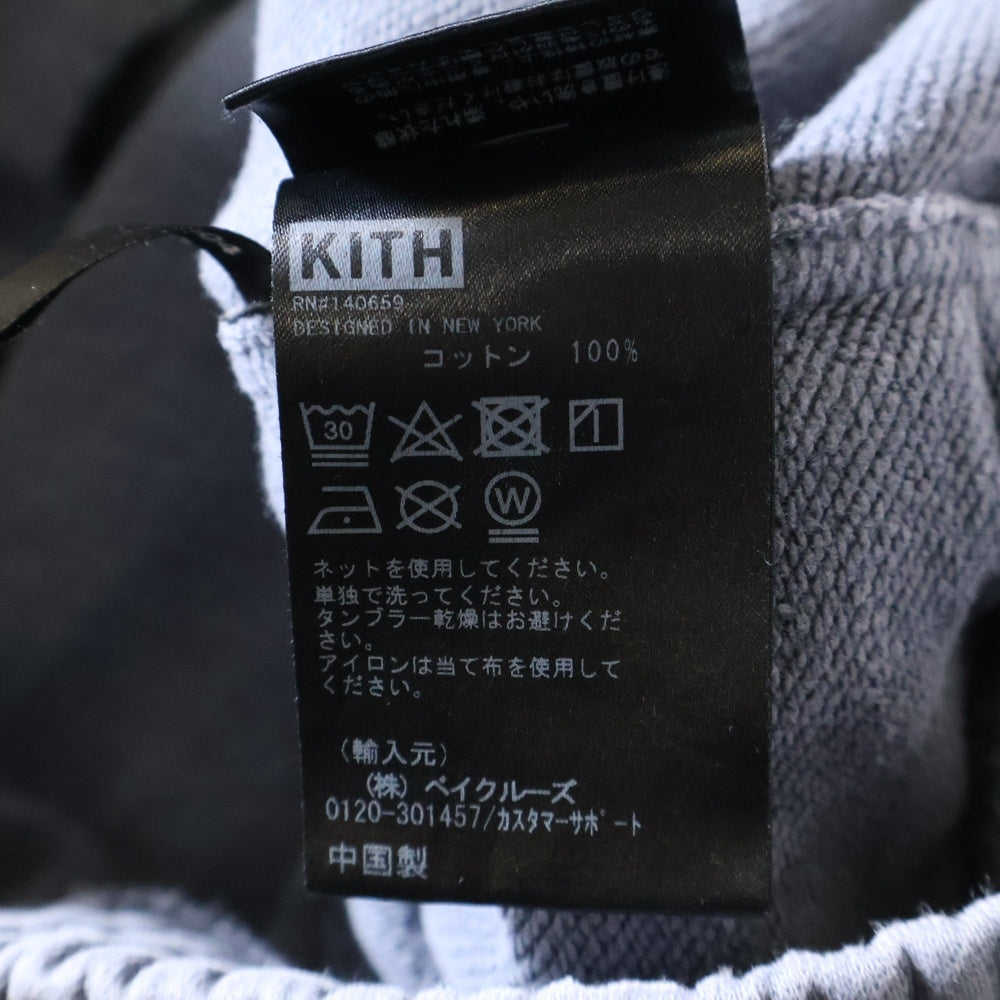 KITH
RN#140659
DESIGNED IN NEW YORK
コットン 100%
30
W
ネットを使用してください。
単独で洗ってください。
タンブラー乾燥はお避けくだ
さい。
アイロンは当て布を使用して
ください。
(輸入元)
(株) ベイクルーズ
0120-301457/カスタマーサポート
中国製